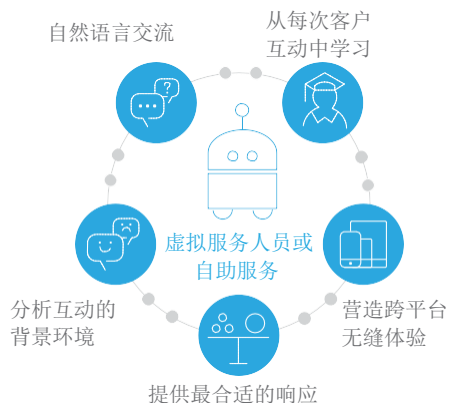 自然语言交流
从每次客户
互动中学习
虚拟服务人员或
自助服务
分析互动的
背景环境
营造跨平台
无缝体验
提供最合适的响应